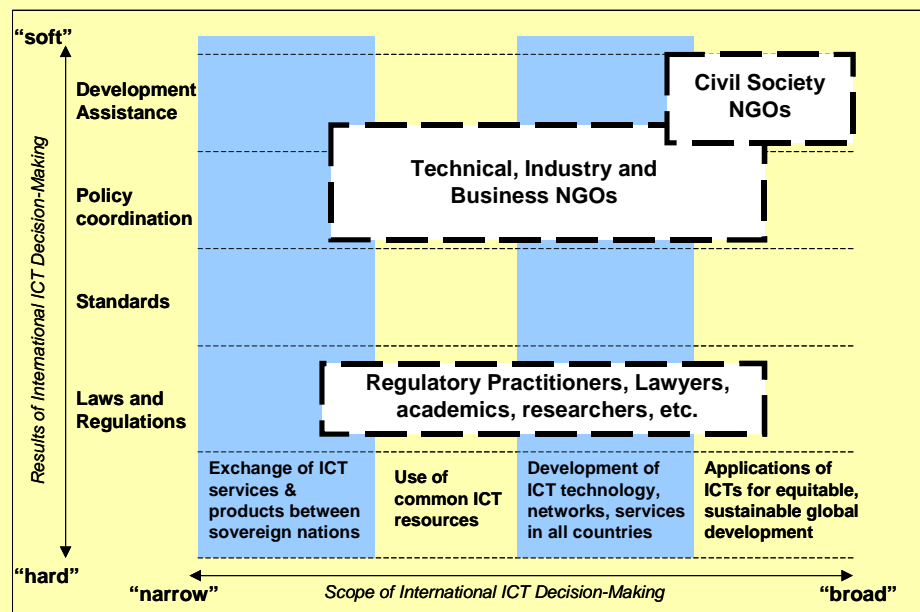 “soft”
Development
Assistance
Policy
coordination
Standards
Laws and
Regulations
“hard”
Results of International ICT Decision-Making
Civil Society
NGOs
Technical, Industry and
Business NGOs
Regulatory Practitioners, Lawyers,
academics, researchers, etc.
Exchange of ICT
services &
products between
sovereign nations
Use of
common ICT
resources
Development of
ICT technology,
networks, services
in all countries
Applications of
ICTs for equitable,
sustainable global
development
“narrow”
Scope of International ICT Decision-Making
“broad”